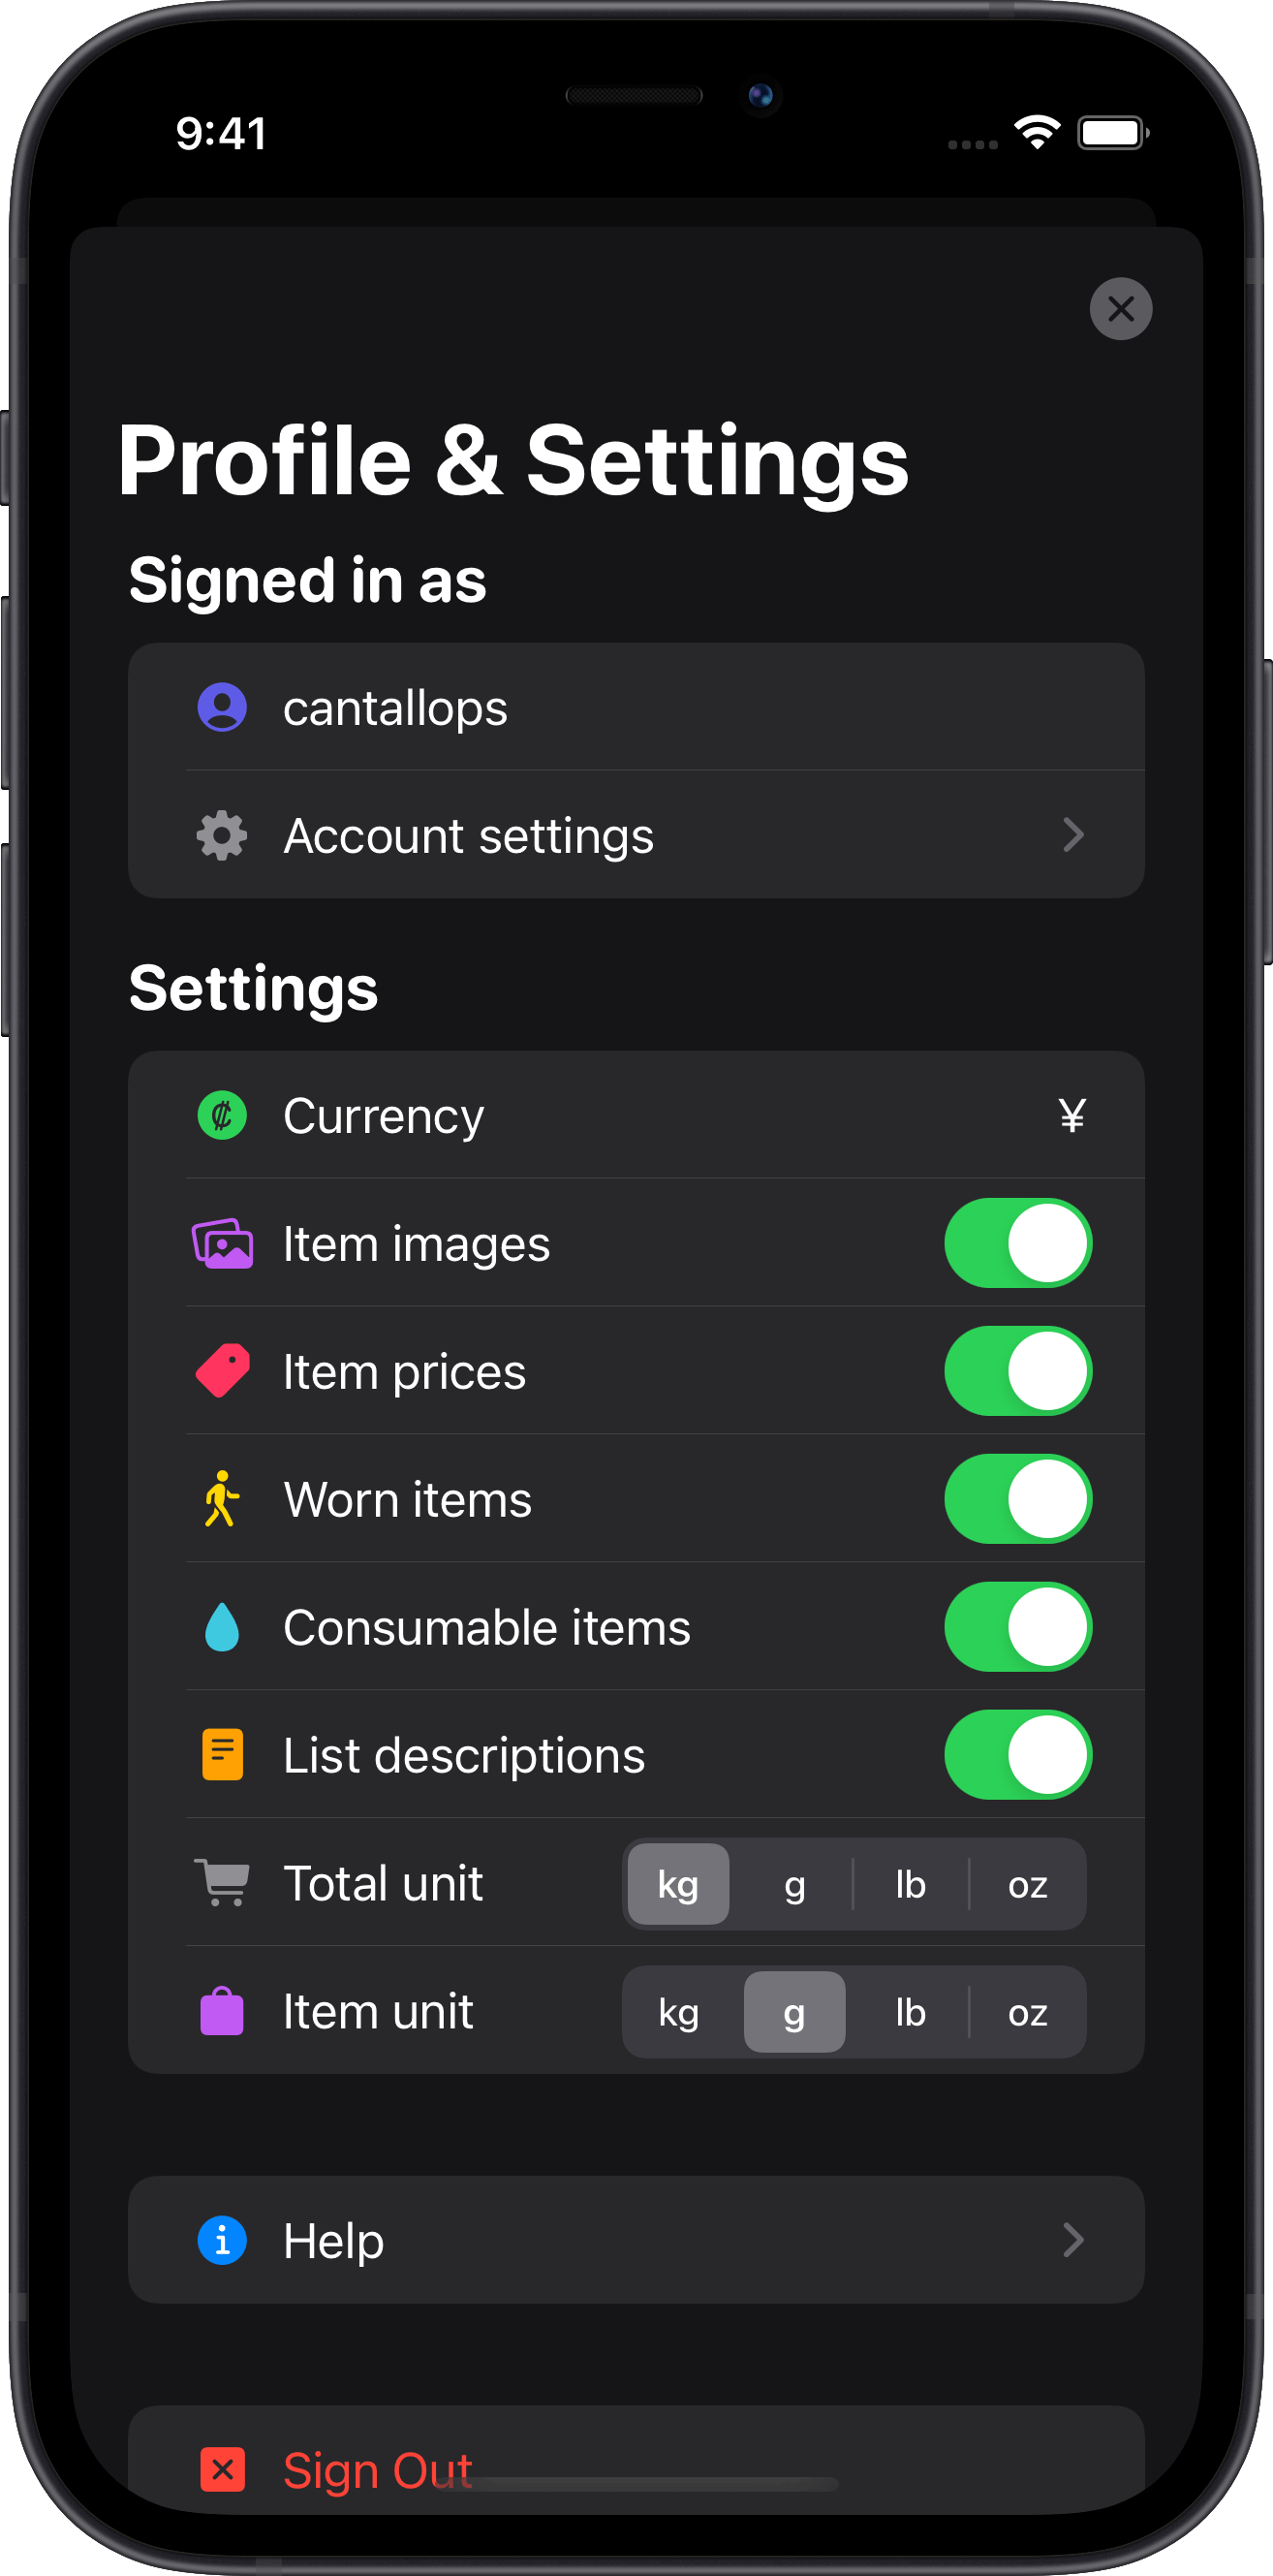 9:41
Profile & Settings
Signed in as
cantallops
Account settings
Settings
Currency ¥
Item images
Item prices
Worn items
Consumable items
List descriptions
Total unit kg g lb oz
Item unit kg g lb oz
Help
Sign Out